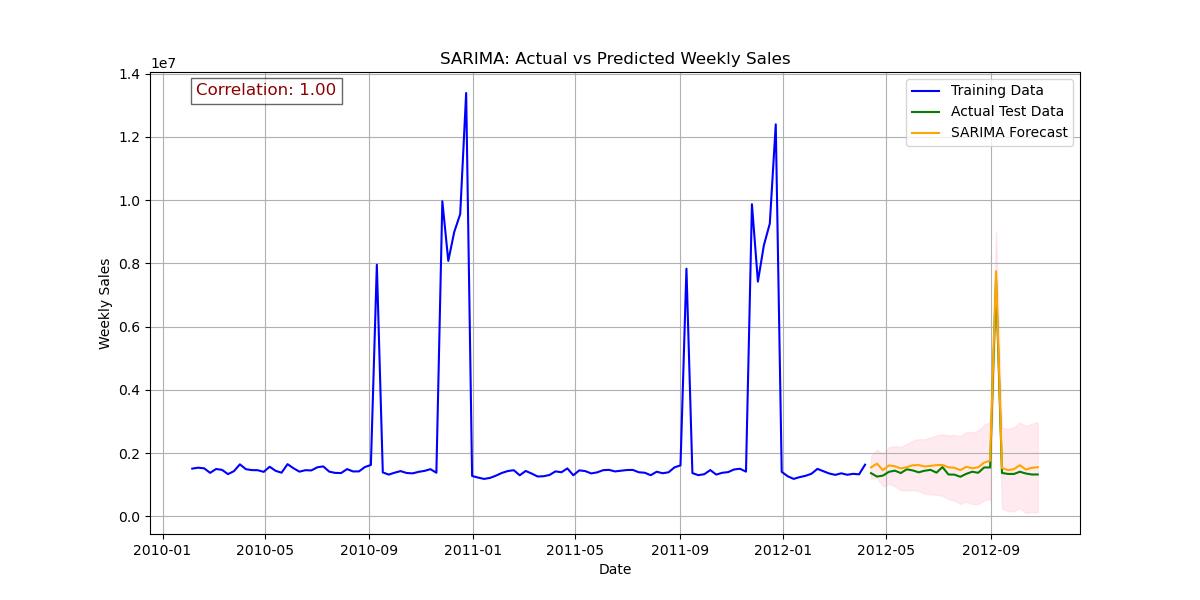 SARIMA: Actual vs Predicted Weekly Sales
1e7
Correlation: 1.00
Training Data
Actual Test Data
SARIMA Forecast
1.4
1.2
1.0
0.8
0.6
0.4
0.2
0.0
Weekly Sales
2010-01
2010-05
2010-09
2011-01
2011-05
2011-09
2012-01
2012-05
2012-09
Date